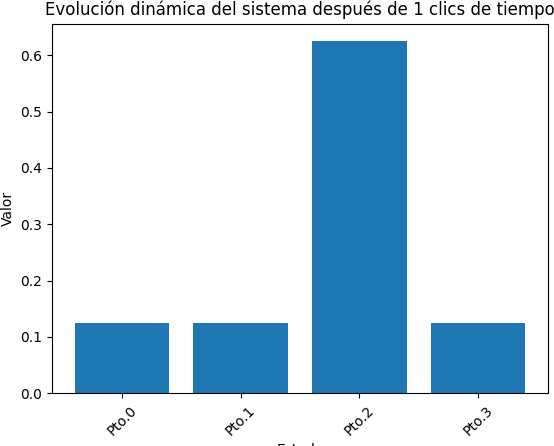 Evolución dinámica del sistema después de 1 clics de tiempo
Valor
0.6
0.5
0.4
0.3
0.2
0.1
0.0
Pto.0
Pto.1
Pto.2
Pto.3